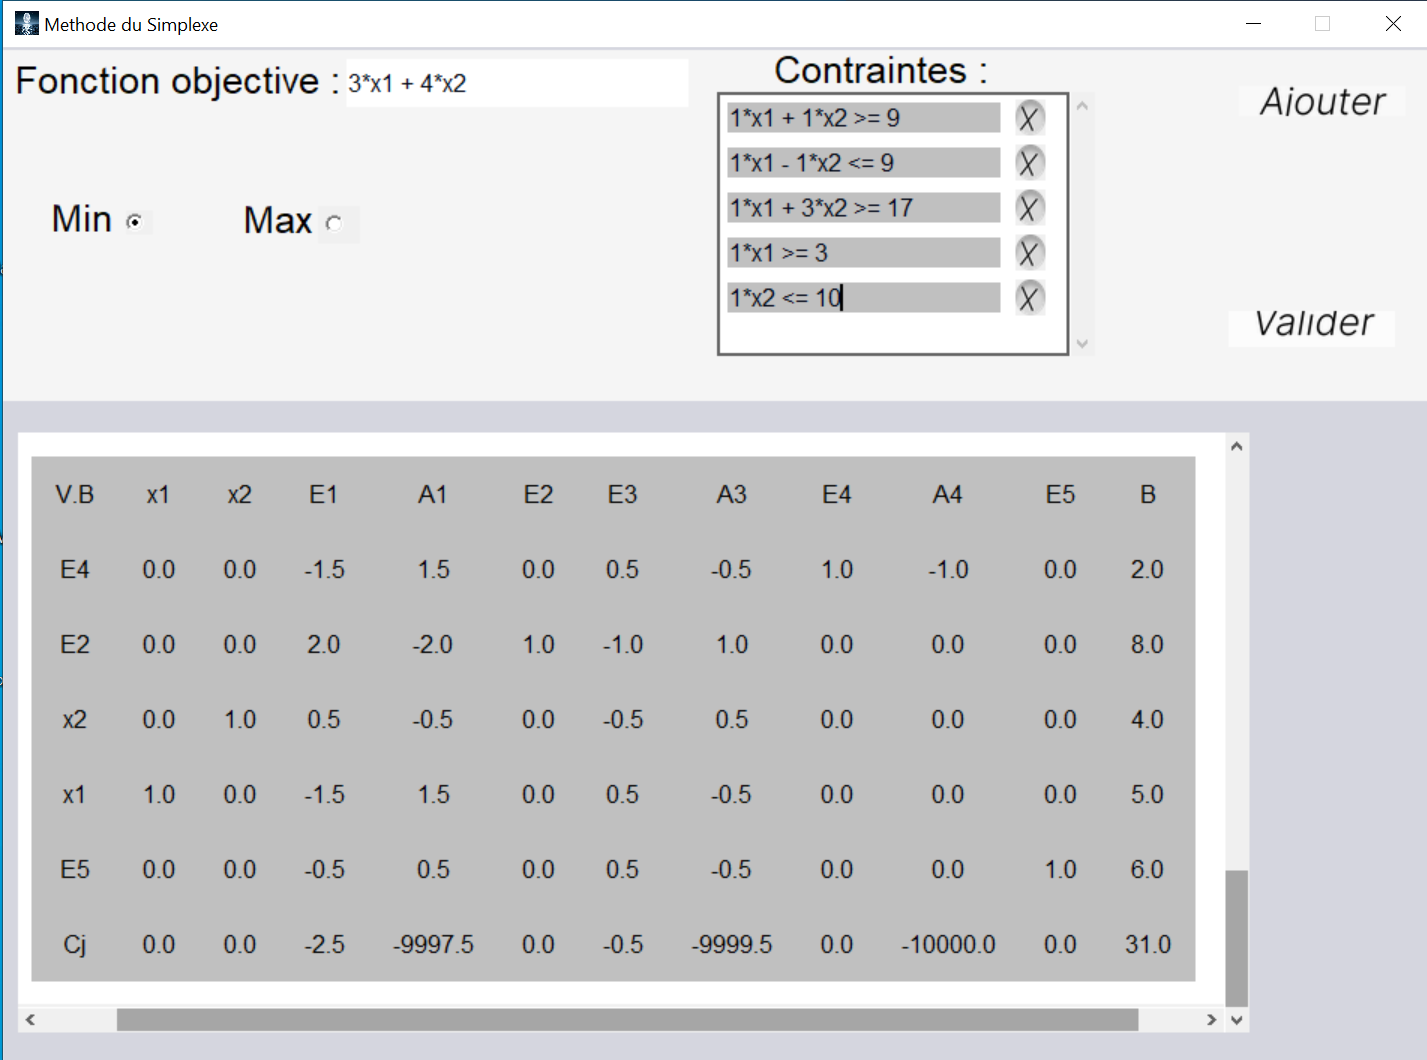 Methode du Simplexe
Fonction objective : 3*x1 + 4*x2
Contraintes :
1*x1 + 1*x2 >= 9 X
1*x1 - 1*x2 <= 9 X
1*x1 + 3*x2 >= 17 X
1*x1 >= 3 X
1*x2 <= 10 X
Ajouter
Min Max
Valider
V.B x1 x2 E1 A1 E2 E3 A3 E4 A4 E5 B
E4 0.0 0.0 -1.5 1.5 0.0 0.5 -0.5 1.0 -1.0 0.0 2.0
E2 0.0 0.0 2.0 -2.0 1.0 -1.0 1.0 0.0 0.0 0.0 8.0
x2 0.0 1.0 0.5 -0.5 0.0 -0.5 0.5 0.0 0.0 0.0 4.0
x1 1.0 0.0 -1.5 1.5 0.0 0.5 -0.5 0.0 0.0 0.0 5.0
E5 0.0 0.0 -0.5 0.5 0.0 0.5 -0.5 0.0 0.0 1.0 6.0
Cj 0.0 0.0 -2.5 -9997.5 0.0 -0.5 -9999.5 0.0 -10000.0 0.0 31.0